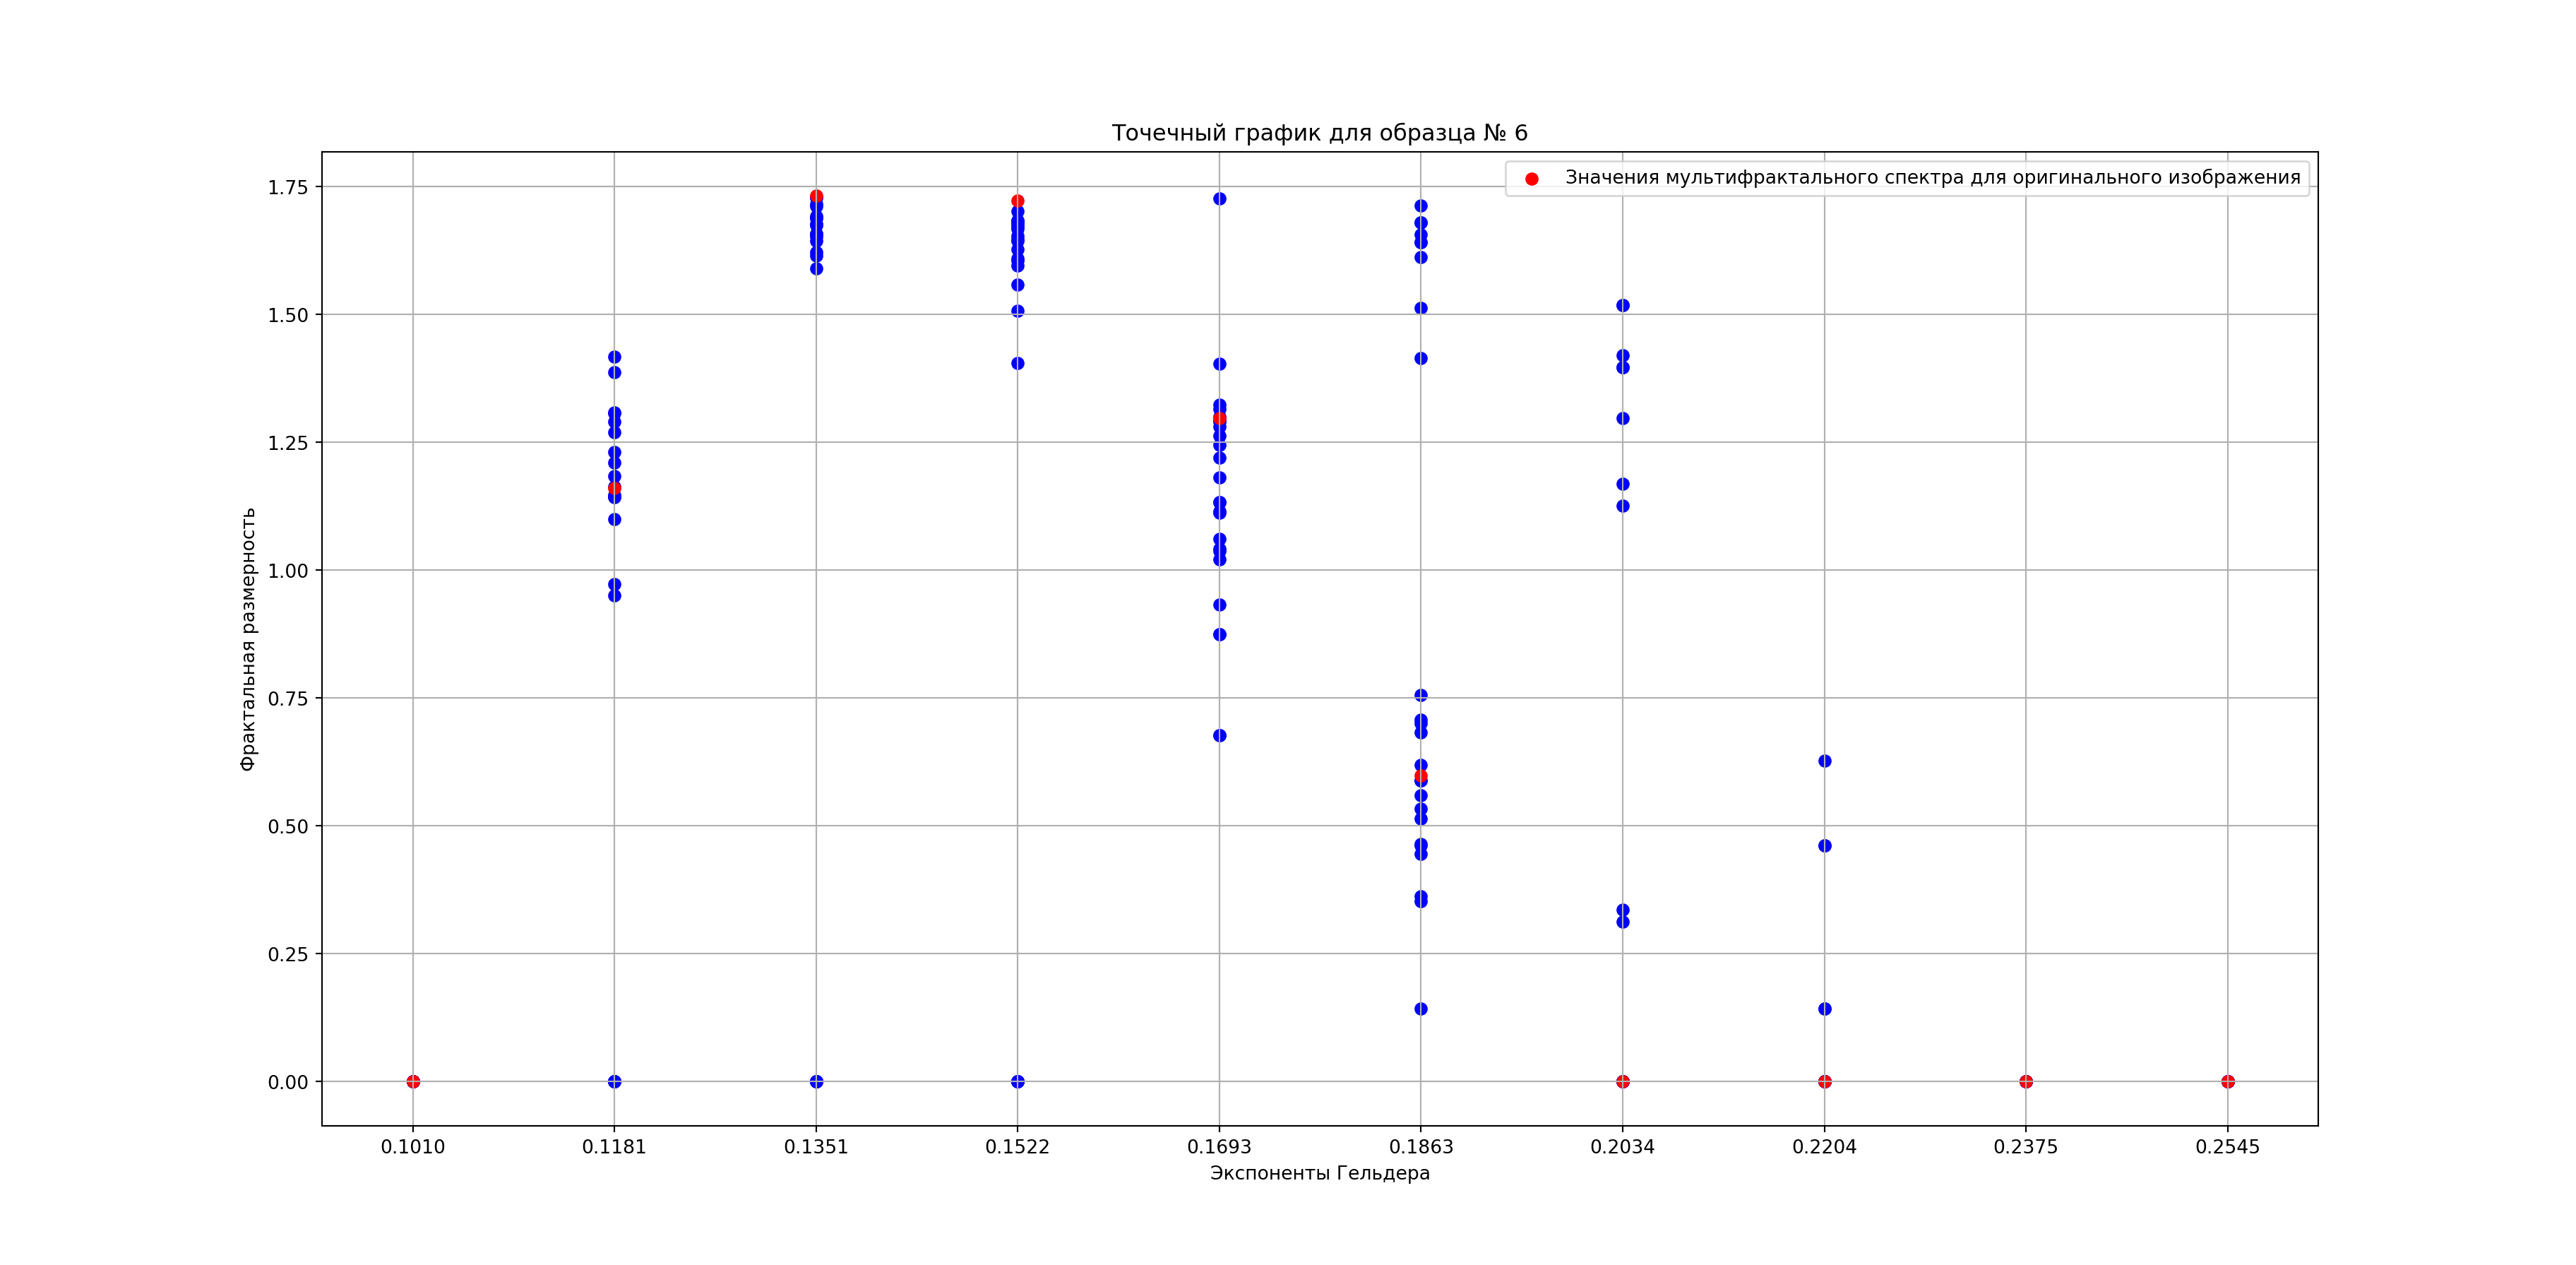 Точечный график для образца № 6
Значения мультифрактального спектра для оригинального изображения
Фрактальная размерность
1.75
1.50
1.25
1.00
0.75
0.50
0.25
0.00
0.1010 0.1181 0.1351 0.1522 0.1693 0.1863 0.2034 0.2204 0.2375 0.2545
Экспоненты Гельдера